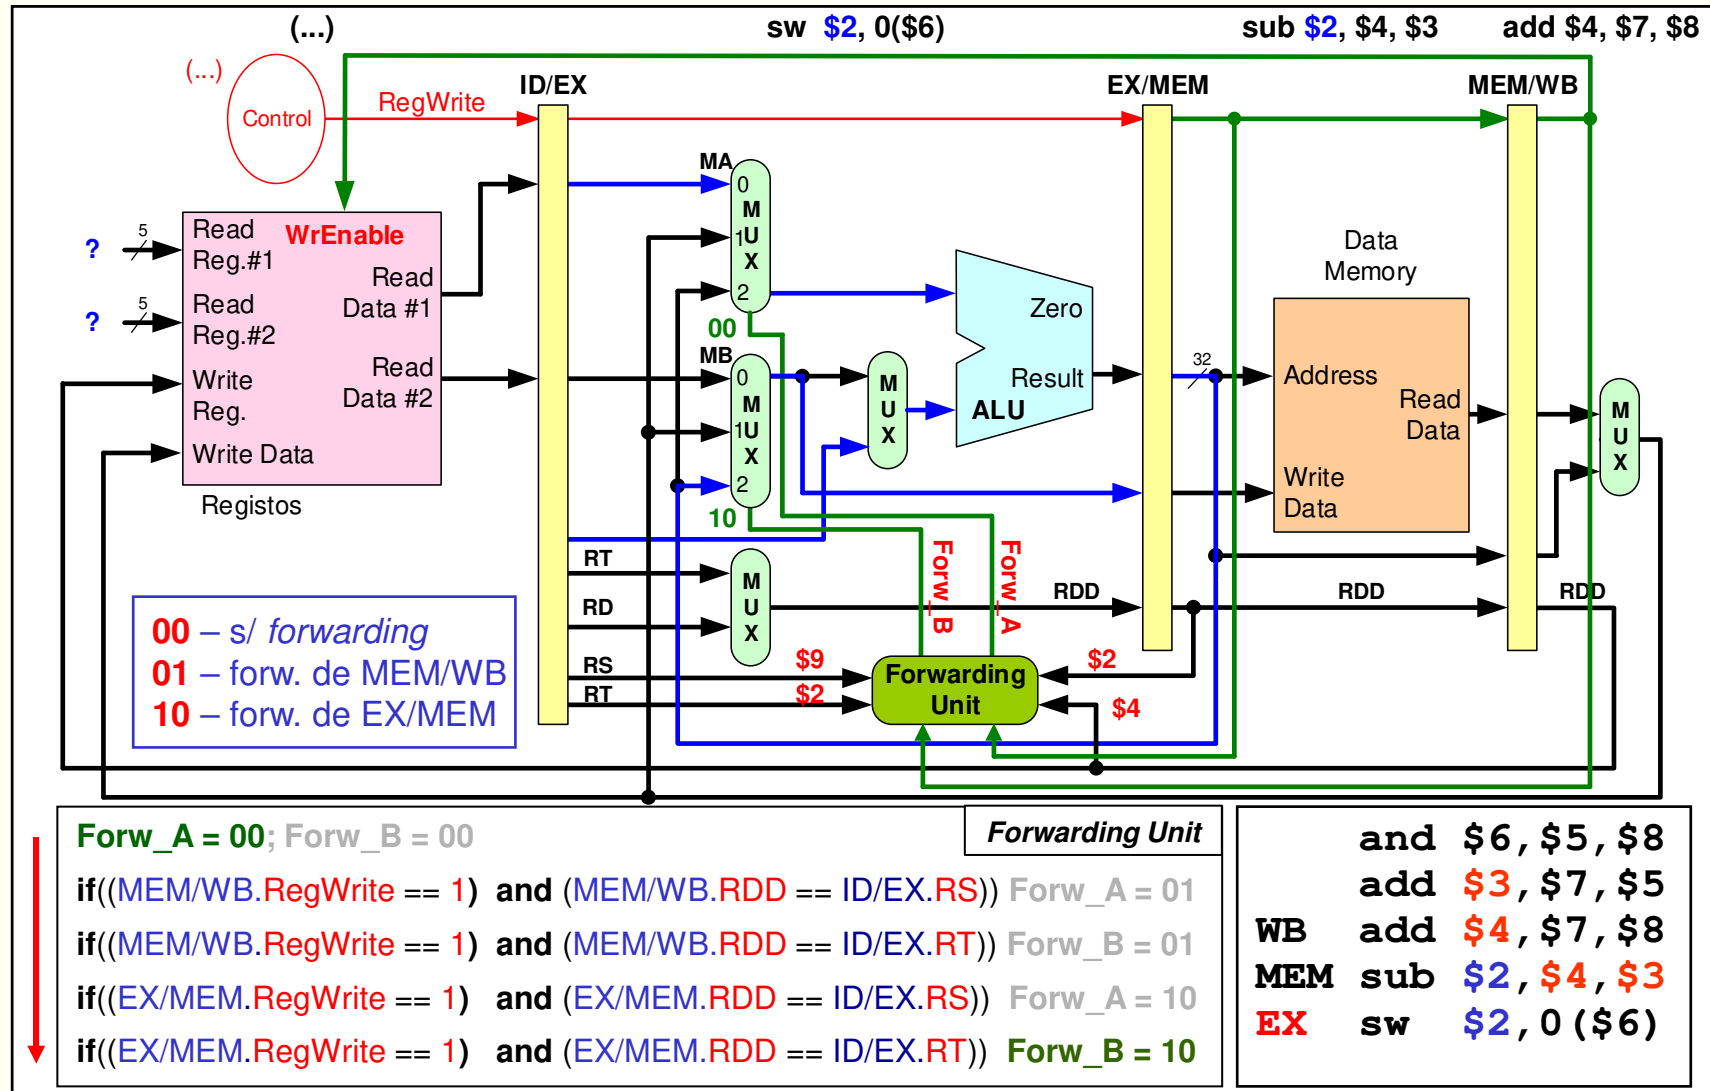 (...)
sw $2, 0($6)
sub $2, $4, $3
add $4, $7, $8
(...)
Control
RegWrite
ID/EX
EX/MEM
MEM/WB
MA
0
M
1U
X
2
00
?
5
Read
Reg.#1
WrEnable
Read
Data #1
?
5
Read
Reg.#2
Write
Reg.
Read
Data #2
Write Data
Registos
MB
0
M
1U
X
2
10
M
U
X
Zero
Result
ALU
32
Data
Memory
Address
Read
Data
Write
Data
M
U
X
RT
RD
M
U
X
Forw_B
Forw_A
RDD
RDD
RDD
RS
$9
RT
$2
Forwarding
Unit
$2
$4
00 – s/ forwarding
01 – forw. de MEM/WB
10 – forw. de EX/MEM
Forwarding Unit
Forw_A = 00; Forw_B = 00
if((MEM/WB.RegWrite == 1) and (MEM/WB.RDD == ID/EX.RS)) Forw_A = 01
if((MEM/WB.RegWrite == 1) and (MEM/WB.RDD == ID/EX.RT)) Forw_B = 01
if((EX/MEM.RegWrite == 1) and (EX/MEM.RDD == ID/EX.RS)) Forw_A = 10
if((EX/MEM.RegWrite == 1) and (EX/MEM.RDD == ID/EX.RT)) Forw_B = 10
and $6,$5,$8
add $3,$7,$5
WB add $4,$7,$8
MEM sub $2,$4,$3
EX sw $2,0($6)